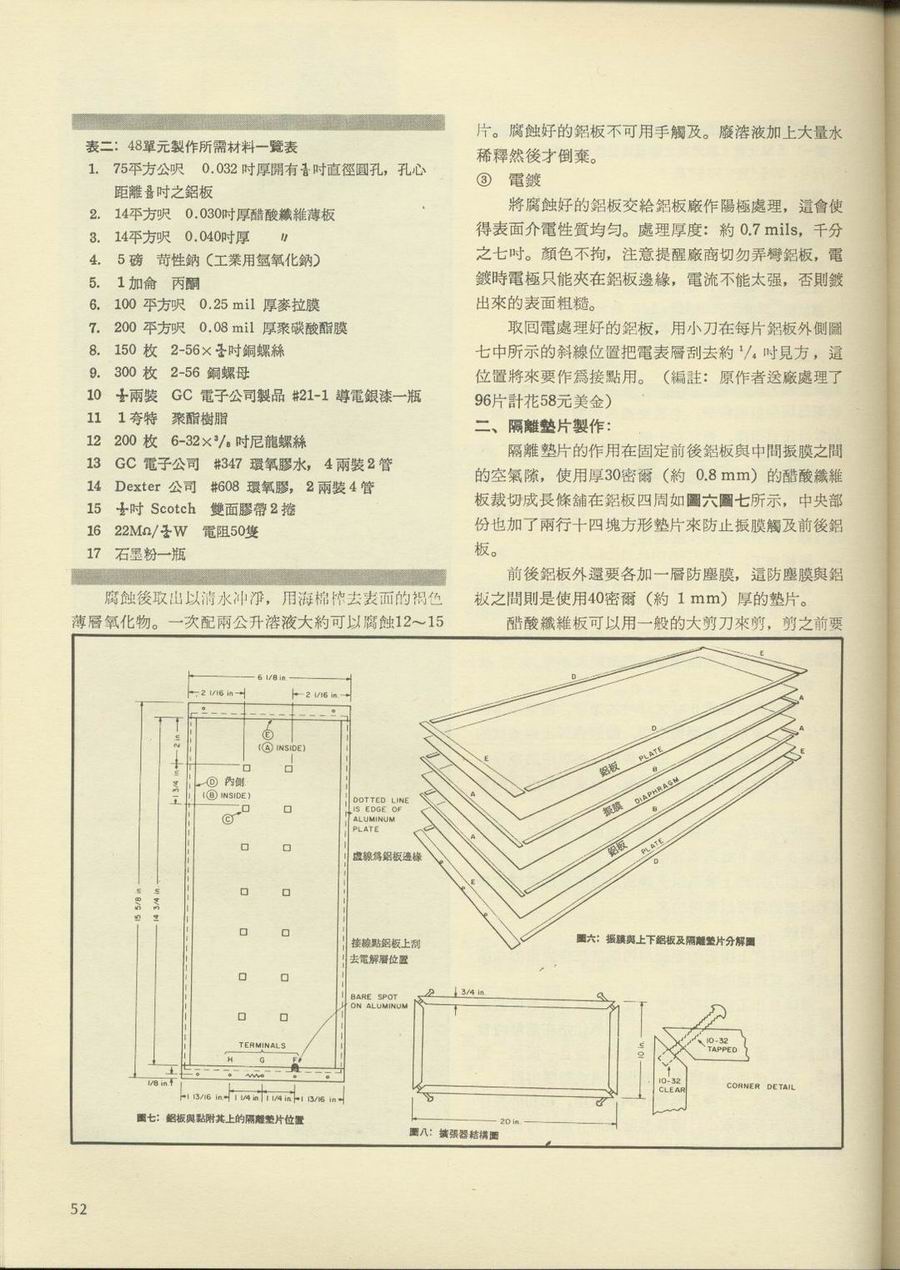 表二：48單元製作所需材料一覽表
1. 75平方公呎 0.032 吋厚開有⅛吋直徑圓孔，孔心
距離 吋之鋁板
2. 14平方呎 0.030吋厚醋酸纖維薄板
3. 14平方呎 0.040吋厚 〃
4. 5 磅 苛性鈉（工業用氫氧化鈉）
5. 1 加侖 丙酮
6. 100 平方呎 0.25 mil 厚麥拉膜
7. 200 平方呎 0.08 mil 厚聚碳酸酯膜
8. 150 枚 2-56× 吋銅螺絲
9. 300 枚 2-56 銅螺母
10 兩裝 GC 電子公司製品 #21-1 導電銀漆一瓶
11 1 夸特 聚酯樹脂
12 200 枚 6-32×³/₈ 吋尼龍螺絲
13 GC 電子公司 #347 環氧膠水，4 兩裝 2 管
14 Dexter 公司 #608 環氧膠，2 兩裝 4 管
15 吋 Scotch 雙面膠帶 2 捲
16 22MΩ/½W 電阻50隻
17 石墨粉一瓶
腐蝕後取出以清水冲淨，用海棉擦去表面的褐色
薄層氧化物。一次配兩公升溶液大約可以腐蝕12～15
片。腐蝕好的鋁板不可用手觸及。廢溶液加上大量水
稀釋然後才倒棄。
③ 電鍍
將腐蝕好的鋁板交給鋁板廠作陽極處理，這會使
得表面介電性質均匀。處理厚度：約 0.7 mils，千分
之七吋。顏色不拘，注意提醒廠商切勿弄彎鋁板，電
鍍時電極只能夾在鋁板邊緣，電流不能太强，否則鍍
出來的表面粗糙。
取回電處理好的鋁板，用小刀在每片鋁板外側圖
七中所示的斜線位置把電表層刮去約 ¹/₄ 吋見方，這
位置將來要作爲接點用。（編註：原作者送廠處理了
96片計花58元美金）
二、隔離墊片製作：
隔離墊片的作用在固定前後鋁板與中間振膜之間
的空氣隙，使用厚30密爾（約 0.8 mm）的醋酸纖維
板裁切成長條舖在鋁板四周如圖六圖七所示，中央部
份也加了兩行十四塊方形墊片來防止振膜觸及前後鋁
板。
前後鋁板外還要各加一層防塵膜，這防塵膜與鋁
板之間則是使用40密爾（約 1 mm）厚的墊片。
醋酸纖維板可以用一般的大剪刀來剪，剪之前要
6 1/8 in
2 1/16 in
2 1/16 in
2 in
1 3/4 in
15 5/8 in
14 3/4 in
Ⓔ
(Ⓐ INSIDE)
Ⓓ 內側
(Ⓑ INSIDE)
Ⓒ
DOTTED LINE
IS EDGE OF
ALUMINUM
PLATE
虛線爲鋁板邊緣
接線點鋁板上刮
去電解層位置
BARE SPOT
ON ALUMINUM
TERMINALS
H G F
1/8 in.
1 13/16 in. 1 1/4 in 1 1/4 in. 1 13/16 in
圖七：鋁板與黏附其上的隔離墊片位置
E
D
D
A
E
鋁板 PLATE
B
A
振膜 DIAPHRAGM
B
E
A
鋁板 PLATE
D
E
圖六：振膜與上下鋁板及隔離墊片分解圖
3/4 in.
10 in.
20 in.
圖八：擴張器結構圖
10-32
TAPPED
10-32
CLEAR
CORNER DETAIL
52